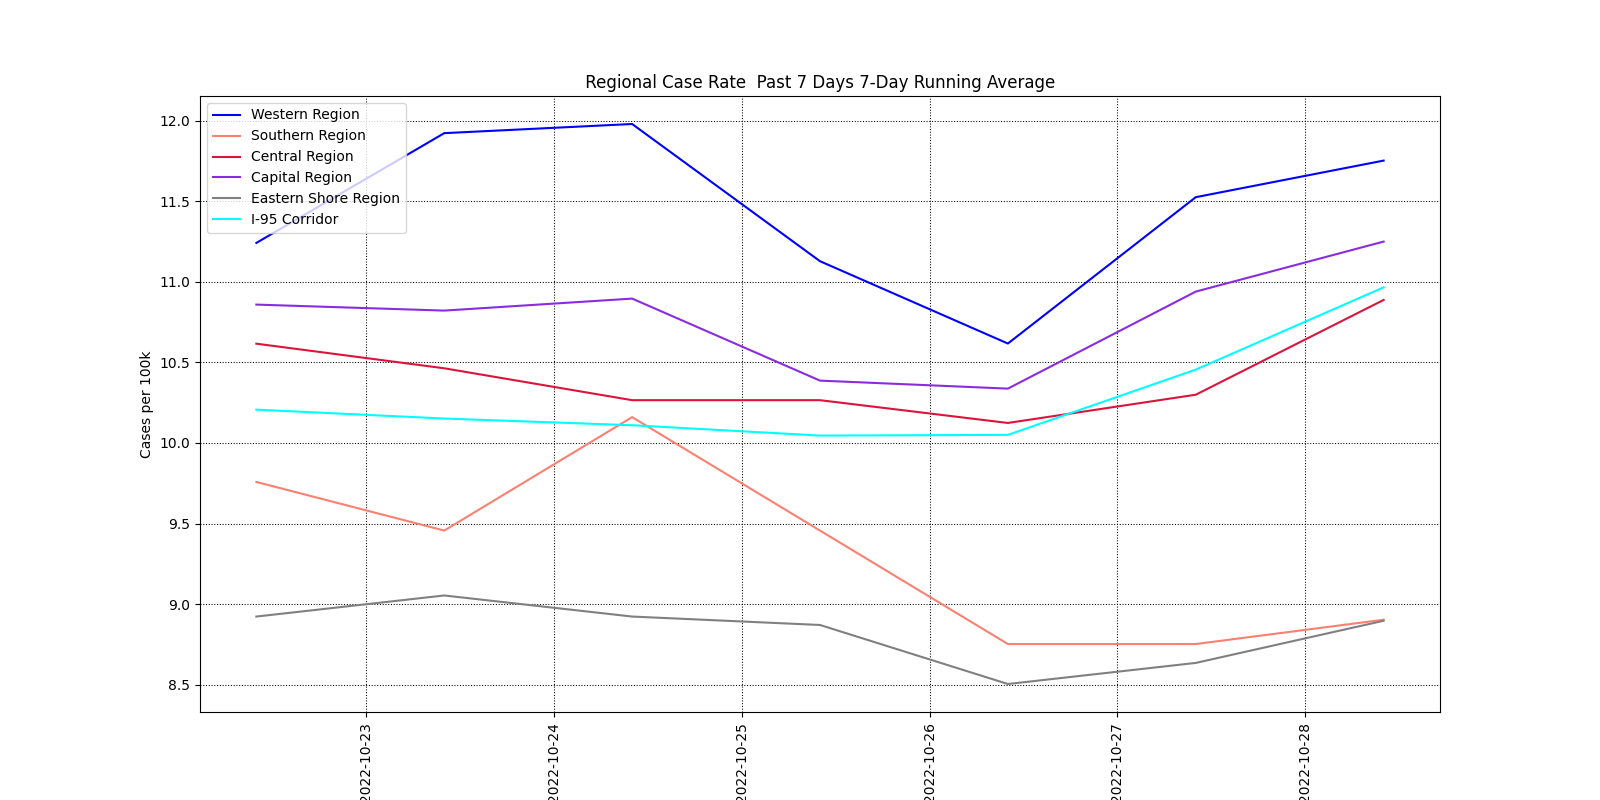 Regional Case Rate  Past 7 Days 7-Day Running Average
Western Region
Southern Region
Central Region
Capital Region
Eastern Shore Region
I-95 Corridor
Cases per 100k
12.0
11.5
11.0
10.5
10.0
9.5
9.0
8.5
2022-10-23
2022-10-24
2022-10-25
2022-10-26
2022-10-27
2022-10-28